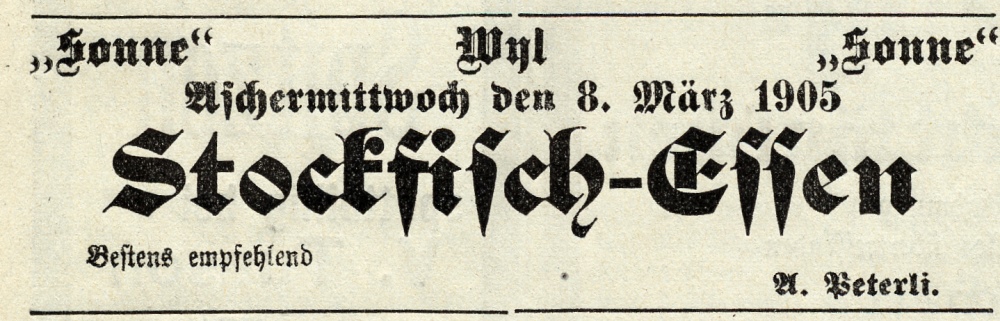 „Sonne“ Wyl „Sonne“
Aschermittwoch den 8. März 1905
Stockfisch-Essen
Bestens empfehlend
A. Peterli.